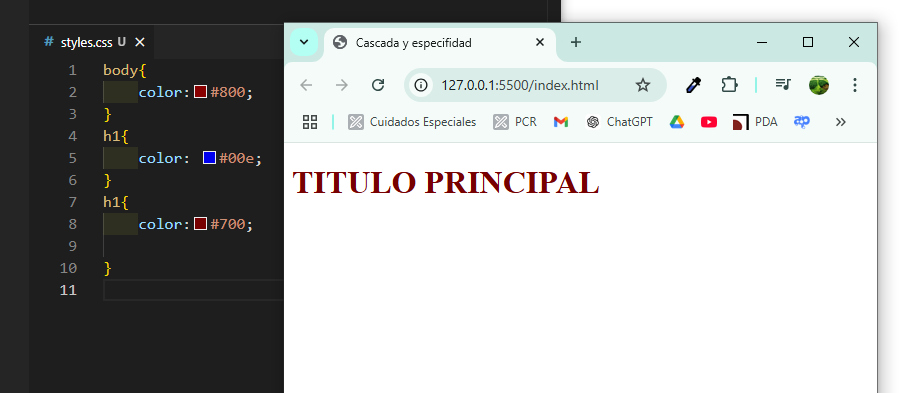 # styles.css U ×
1 body{
2 color: #800;
3 }
4 h1{
5 color: #00e;
6 }
7 h1{
8 color: #700;
9
10 }
11
Cascada y especifidad
127.0.0.1:5500/index.html
Cuidados Especiales PCR ChatGPT PDA ap »
TITULO PRINCIPAL